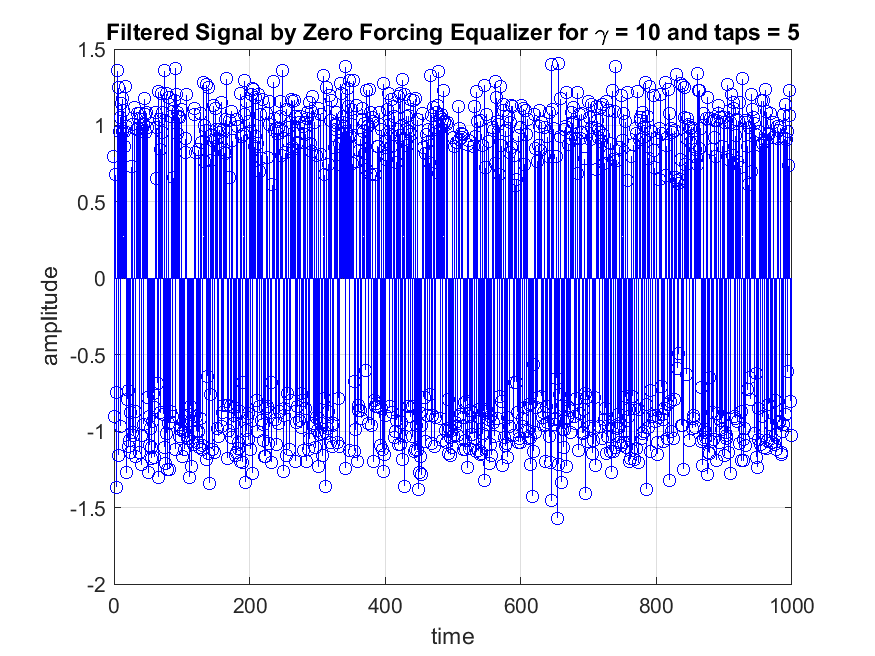 Filtered Signal by Zero Forcing Equalizer for γ = 10 and taps = 5
1.5
1
0.5
0
-0.5
-1
-1.5
-2
amplitude
0 200 400 600 800 1000
time